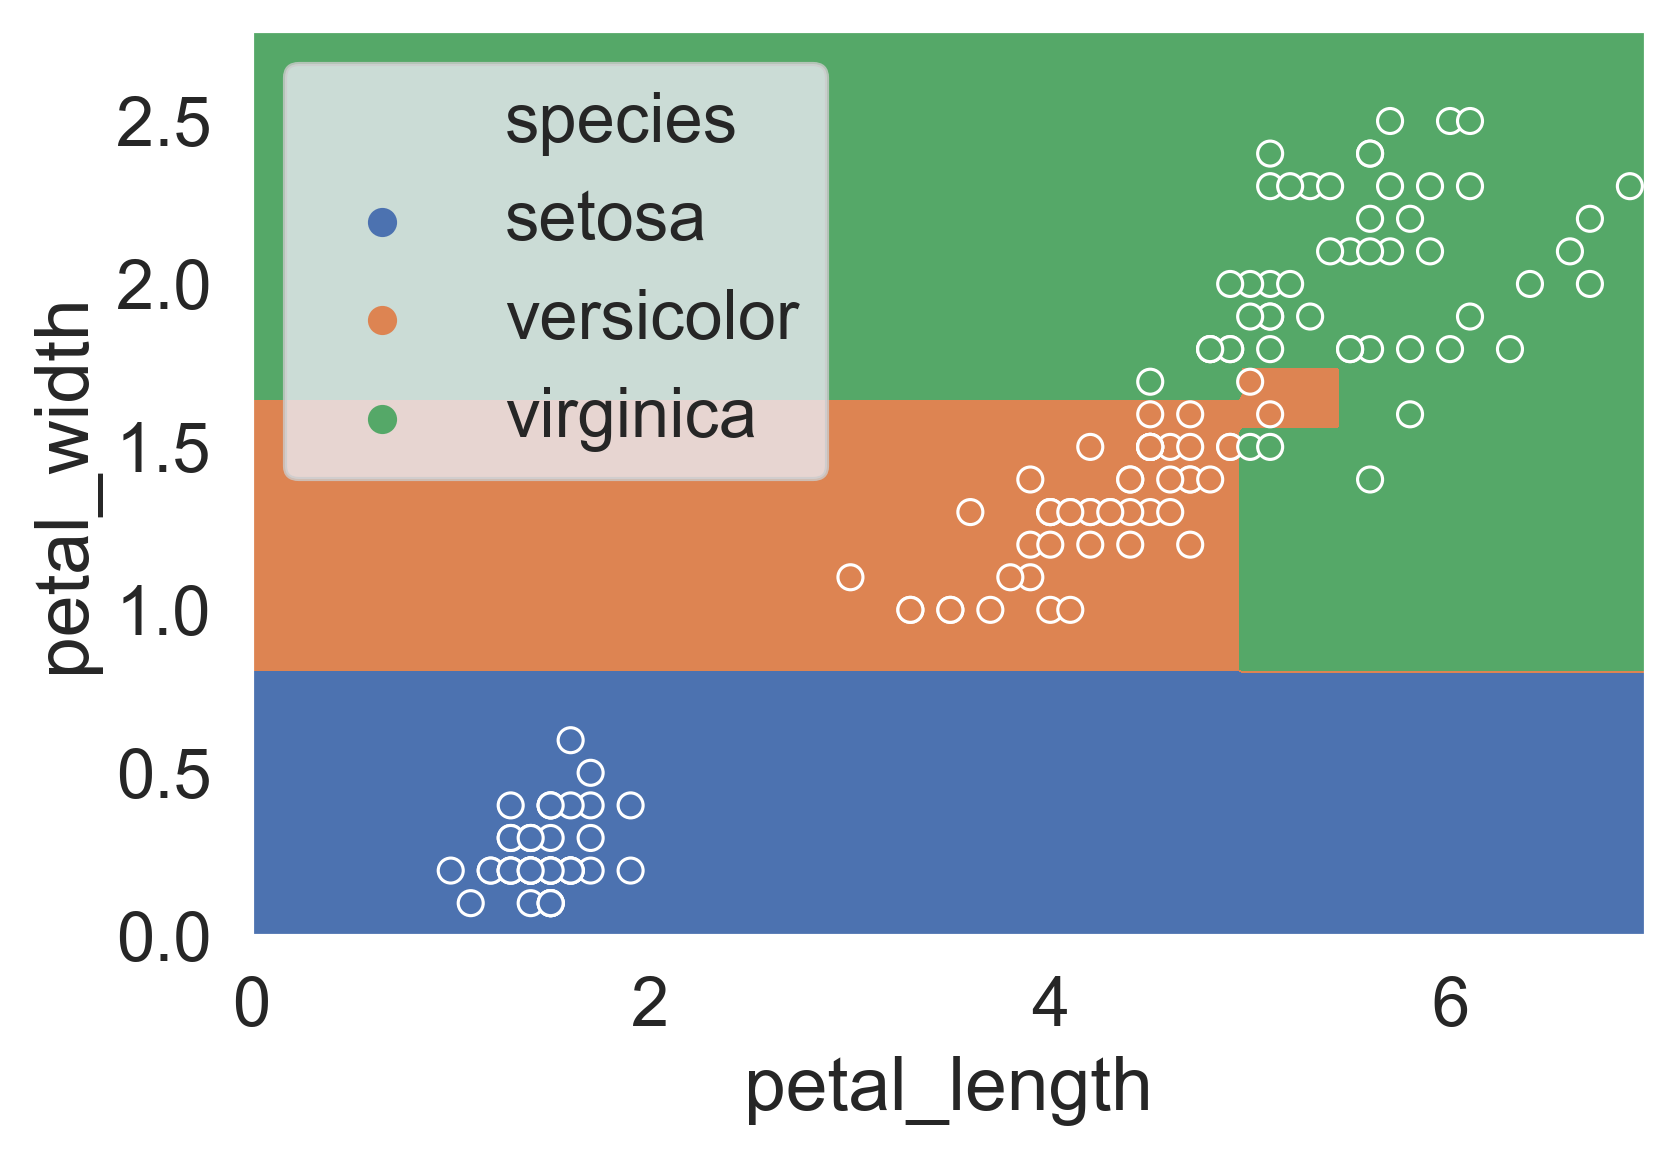 species
setosa
versicolor
virginica
petal_width
2.5
2.0
1.5
1.0
0.5
0.0
0 2 4 6
petal_length